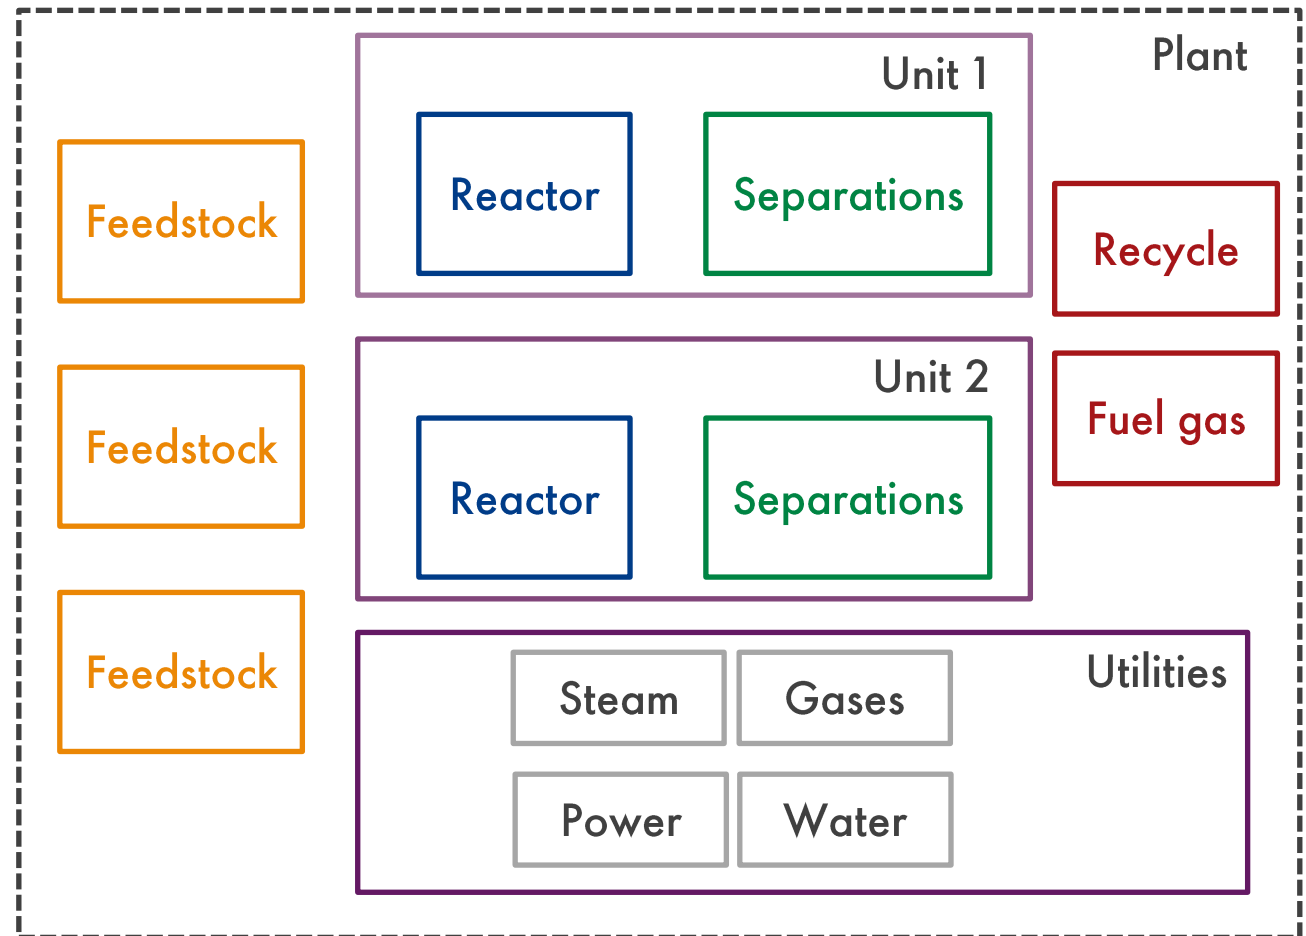 Plant
Unit 1
Feedstock
Reactor
Separations
Recycle
Unit 2
Feedstock
Reactor
Separations
Fuel gas
Feedstock
Utilities
Steam
Gases
Power
Water